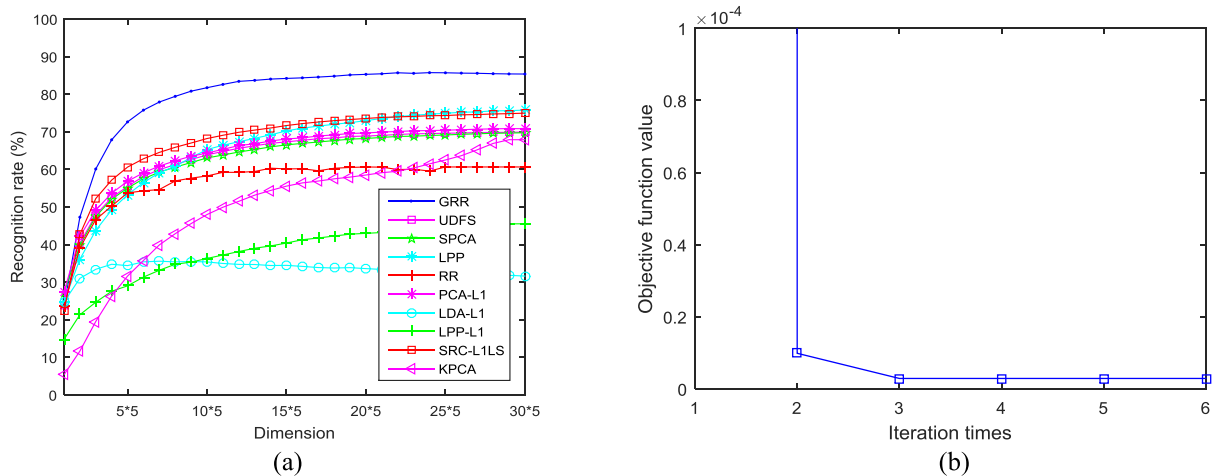 100
90
80
70
60
50
40
30
20
10
0
Recognition rate (%)
5*5 10*5 15*5 20*5 25*5 30*5
Dimension
GRR
UDFS
SPCA
LPP
RR
PCA-L1
LDA-L1
LPP-L1
SRC-L1LS
KPCA
(a)
×10⁻⁴
1
0.8
0.6
0.4
0.2
0
Objective function value
1 2 3 4 5 6
Iteration times
(b)